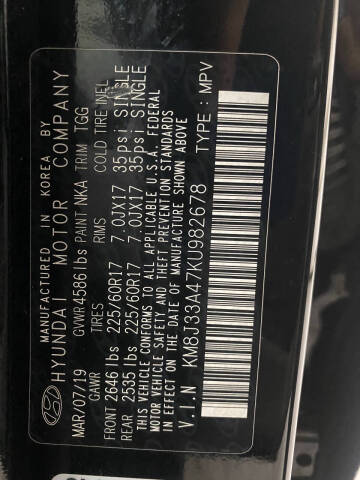 MANUFACTURED IN KOREA BY
HYUNDAI MOTOR COMPANY
MAR/07/19 GVWR 4586 lbs PAINT NKA TRIM TGG
GAWR TIRES RIMS COLD TIRE INFL
FRONT 2646 lbs 225/60R17 7.0JX17 35psi SINGLE
REAR 2535 lbs 225/60R17 7.0JX17 35psi SINGLE
THIS VEHICLE CONFORMS TO ALL APPLICABLE U.S.A. FEDERAL
MOTOR VEHICLE SAFETY AND THEFT PREVENTION STANDARDS
IN EFFECT ON THE DATE OF MANUFACTURE SHOWN ABOVE
V.I.N KM8J33A47KU982678 TYPE : MPV